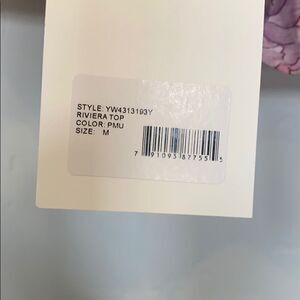 STYLE: YW4313193Y
RIVIERA TOP
COLOR: PMU
SIZE: M
7 91093 87755 5